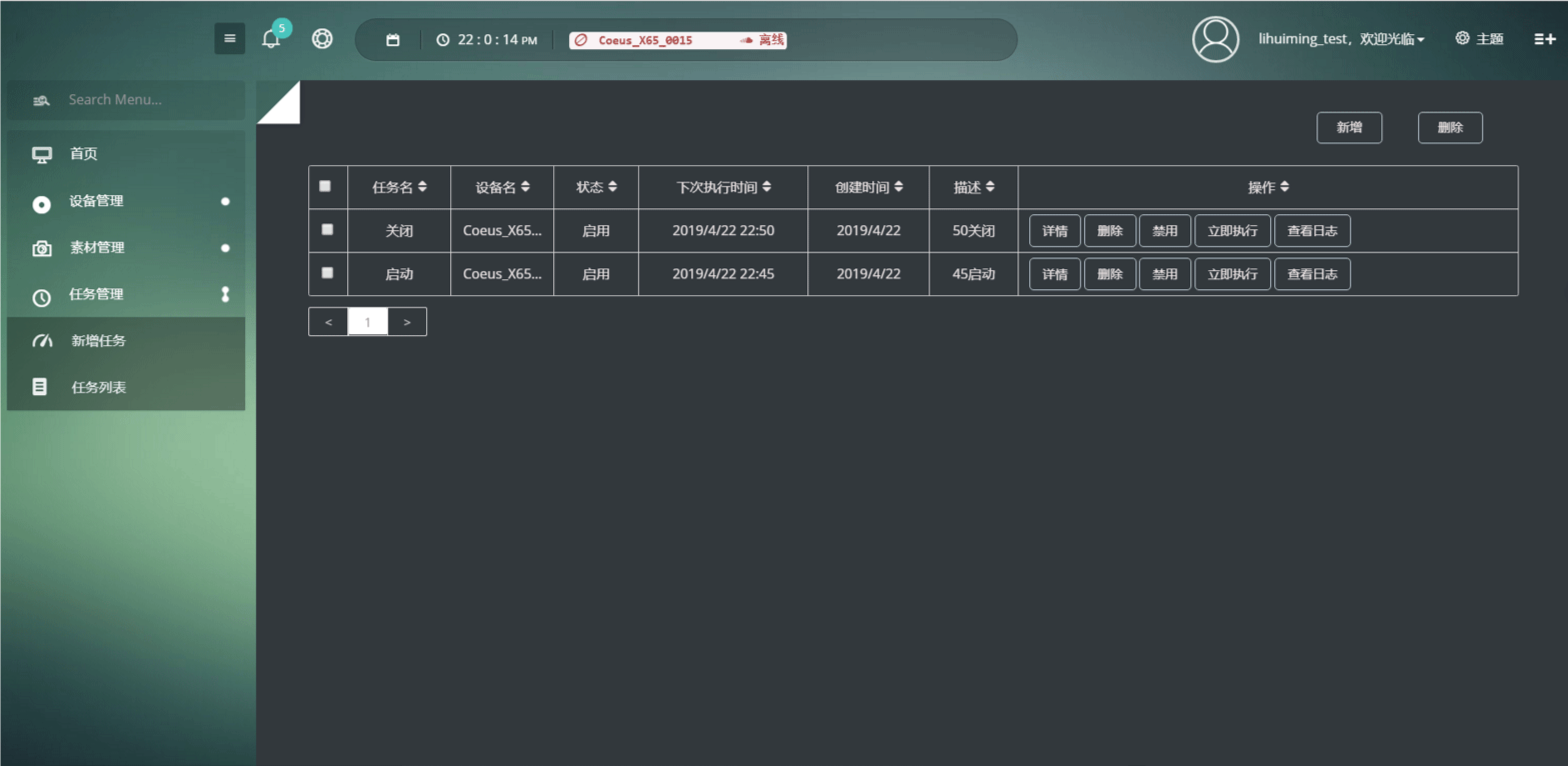 5
22 : 0 : 14 PM
Coeus_X65_0015 离线
lihuiming_test，欢迎光临
主题
Search Menu...
首页
设备管理
素材管理
任务管理
新增任务
任务列表
新增 删除
任务名 设备名 状态 下次执行时间 创建时间 描述 操作
关闭 Coeus_X65... 启用 2019/4/22 22:50 2019/4/22 50关闭 详情 删除 禁用 立即执行 查看日志
启动 Coeus_X65... 启用 2019/4/22 22:45 2019/4/22 45启动 详情 删除 禁用 立即执行 查看日志
< 1 >